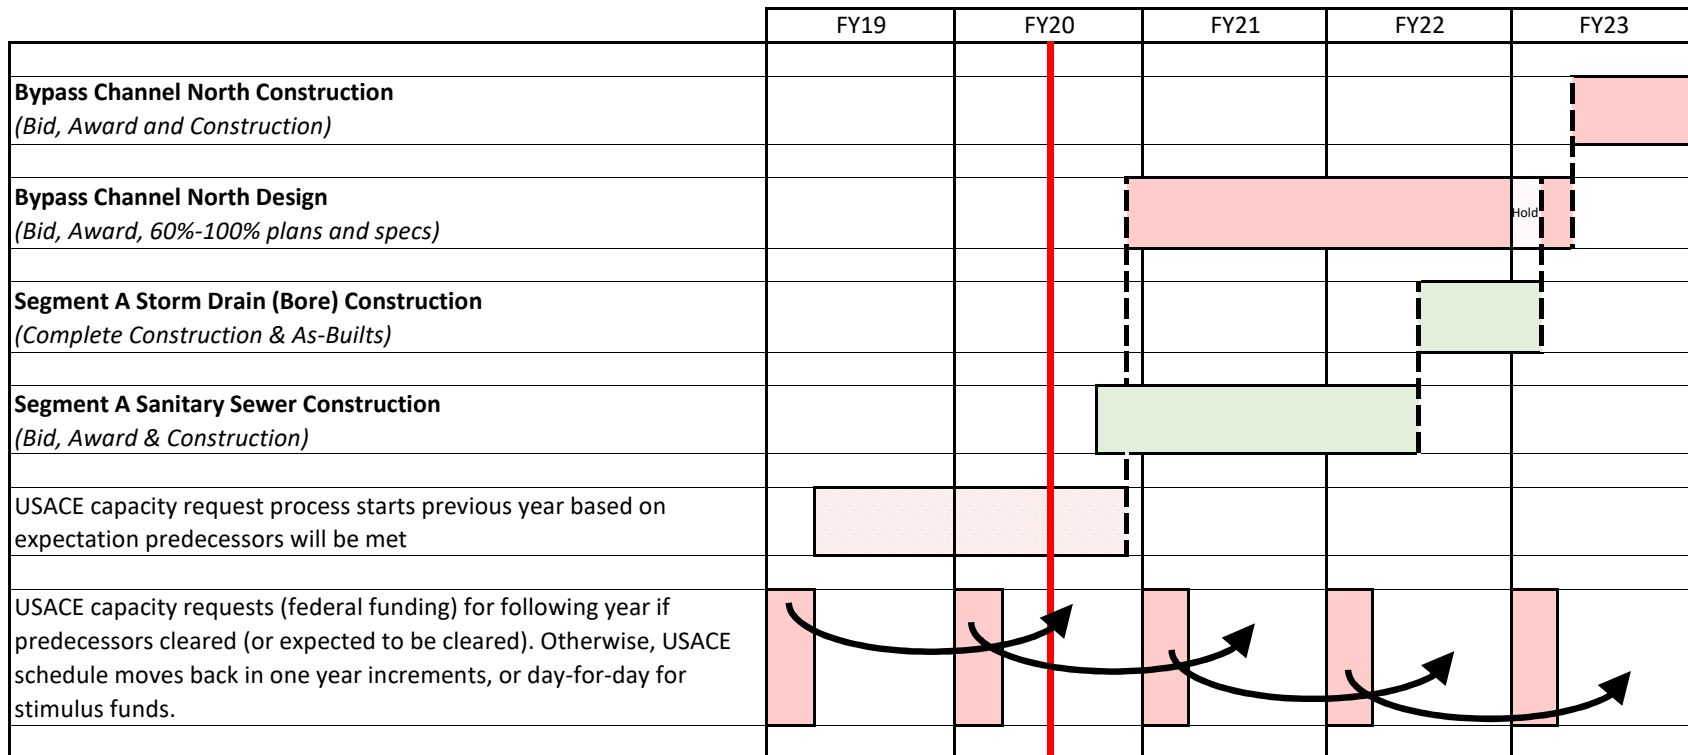 FY19 FY20 FY21 FY22 FY23
Bypass Channel North Construction
(Bid, Award and Construction)
Bypass Channel North Design
(Bid, Award, 60%-100% plans and specs)
Hold
Segment A Storm Drain (Bore) Construction
(Complete Construction & As-Builts)
Segment A Sanitary Sewer Construction
(Bid, Award & Construction)
USACE capacity request process starts previous year based on
expectation predecessors will be met
USACE capacity requests (federal funding) for following year if
predecessors cleared (or expected to be cleared). Otherwise, USACE
schedule moves back in one year increments, or day-for-day for
stimulus funds.